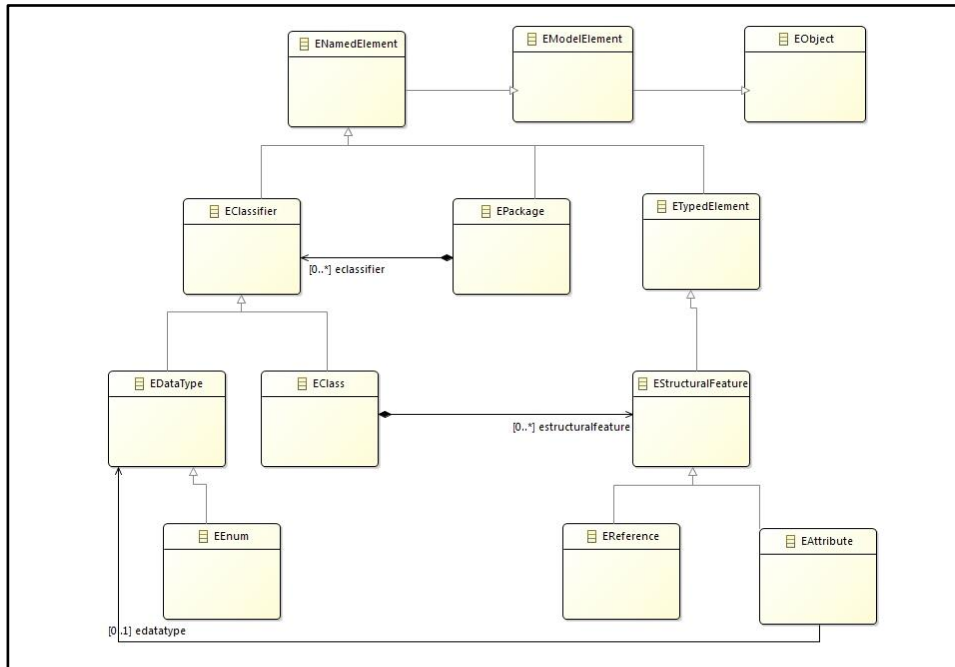 ENamedElement
EModelElement
EObject
EClassifier
EPackage
ETypedElement
[0..*] eclassifier
EDataType
EClass
EStructuralFeature
[0..*] estructuralfeature
EEnum
EReference
EAttribute
[0..1] edatatype